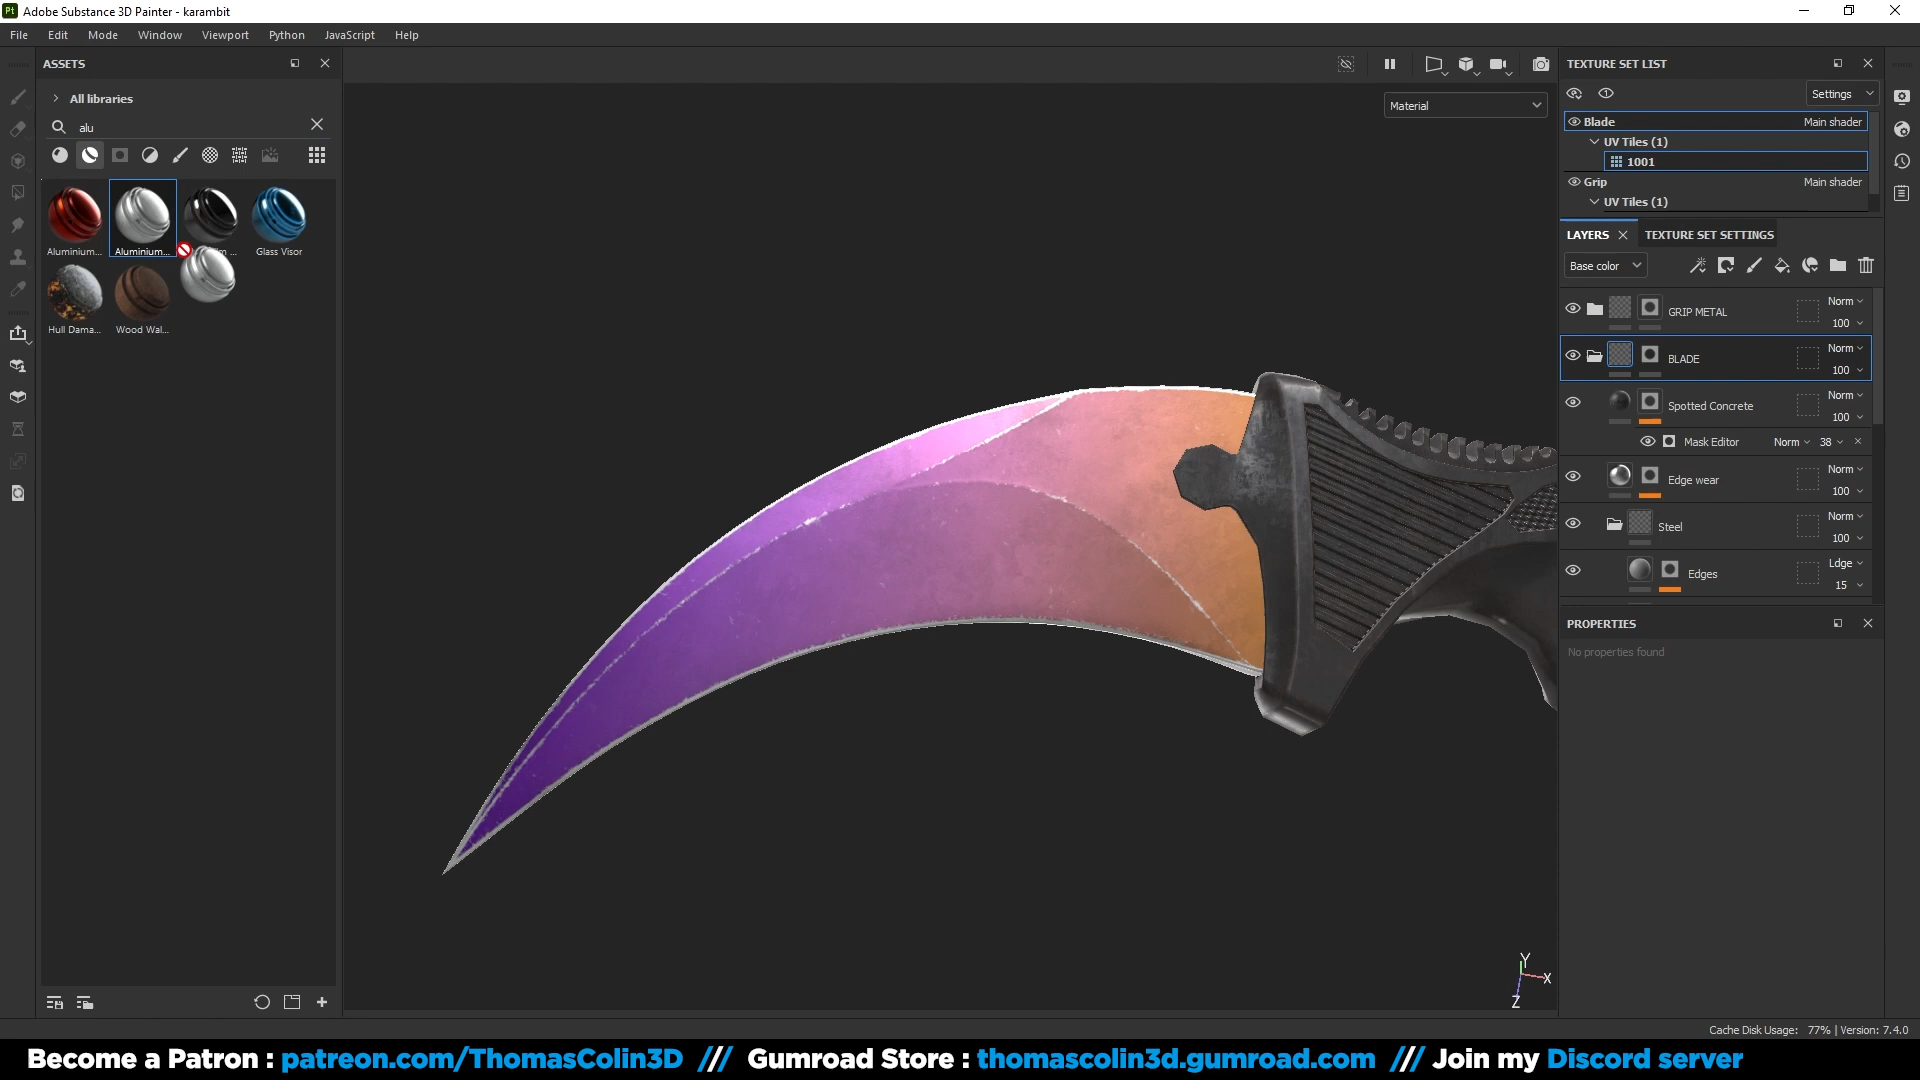 Pt Adobe Substance 3D Painter - karambit
File Edit Mode Window Viewport Python JavaScript Help
ASSETS
All libraries
alu
Aluminium... Aluminium... Glass Visor
Hull Dama... Wood Wal...
Material
TEXTURE SET LIST
Settings
Blade Main shader
UV Tiles (1)
1001
Grip Main shader
UV Tiles (1)
LAYERS TEXTURE SET SETTINGS
Base color
GRIP METAL Norm 100
BLADE Norm 100
Spotted Concrete Norm 100
Mask Editor Norm 38
Edge wear Norm 100
Steel Norm 100
Edges Ldge 15
PROPERTIES
No properties found
Y
X
Z
Cache Disk Usage: 77% | Version: 7.4.0
Become a Patron : patreon.com/ThomasColin3D /// Gumroad Store : thomascolin3d.gumroad.com /// Join my Discord server